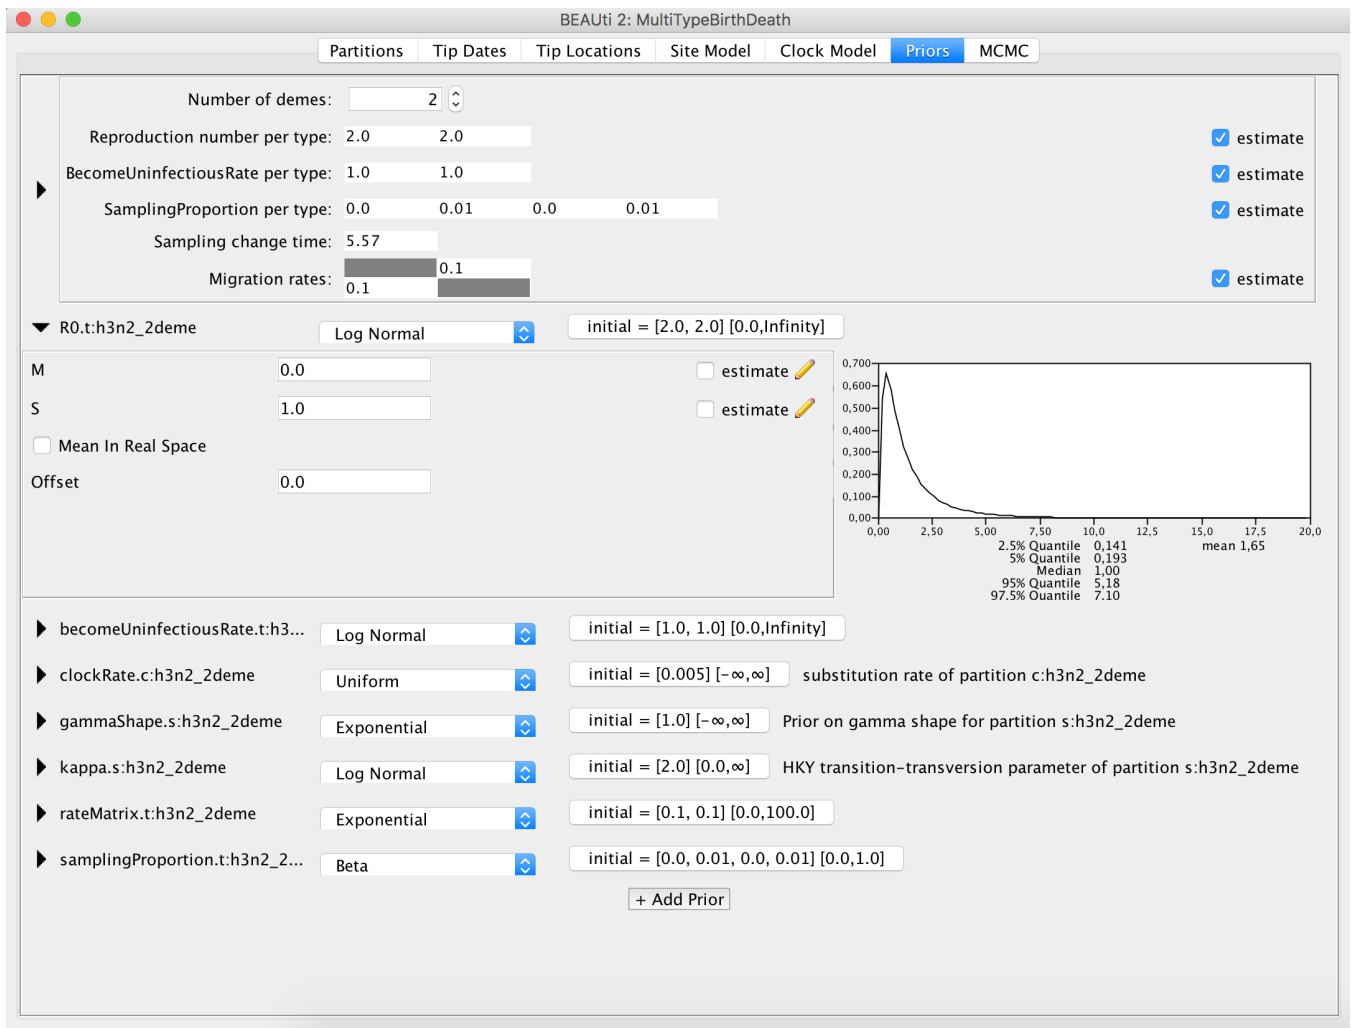 BEAUti 2: MultiTypeBirthDeath
Partitions Tip Dates Tip Locations Site Model Clock Model Priors MCMC
Number of demes: 2
Reproduction number per type: 2.0 2.0 estimate
BecomeUninfectiousRate per type: 1.0 1.0 estimate
SamplingProportion per type: 0.0 0.01 0.0 0.01 estimate
Sampling change time: 5.57
Migration rates: 0.1 estimate
0.1
R0.t:h3n2_2deme Log Normal initial = [2.0, 2.0] [0.0,Infinity]
M 0.0 estimate
S 1.0 estimate
Mean In Real Space
Offset 0.0
0,700
0,600
0,500
0,400
0,300
0,200
0,100
0,00
0,00 2,50 5,00 7,50 10,0 12,5 15,0 17,5 20,0
2.5% Quantile 0,141 mean 1,65
5% Quantile 0,193
Median 1,00
95% Quantile 5,18
97.5% Quantile 7.10
becomeUninfectiousRate.t:h3... Log Normal initial = [1.0, 1.0] [0.0,Infinity]
clockRate.c:h3n2_2deme Uniform initial = [0.005] [-∞,∞] substitution rate of partition c:h3n2_2deme
gammaShape.s:h3n2_2deme Exponential initial = [1.0] [-∞,∞] Prior on gamma shape for partition s:h3n2_2deme
kappa.s:h3n2_2deme Log Normal initial = [2.0] [0.0,∞] HKY transition-transversion parameter of partition s:h3n2_2deme
rateMatrix.t:h3n2_2deme Exponential initial = [0.1, 0.1] [0.0,100.0]
samplingProportion.t:h3n2_2... Beta initial = [0.0, 0.01, 0.0, 0.01] [0.0,1.0]
+ Add Prior